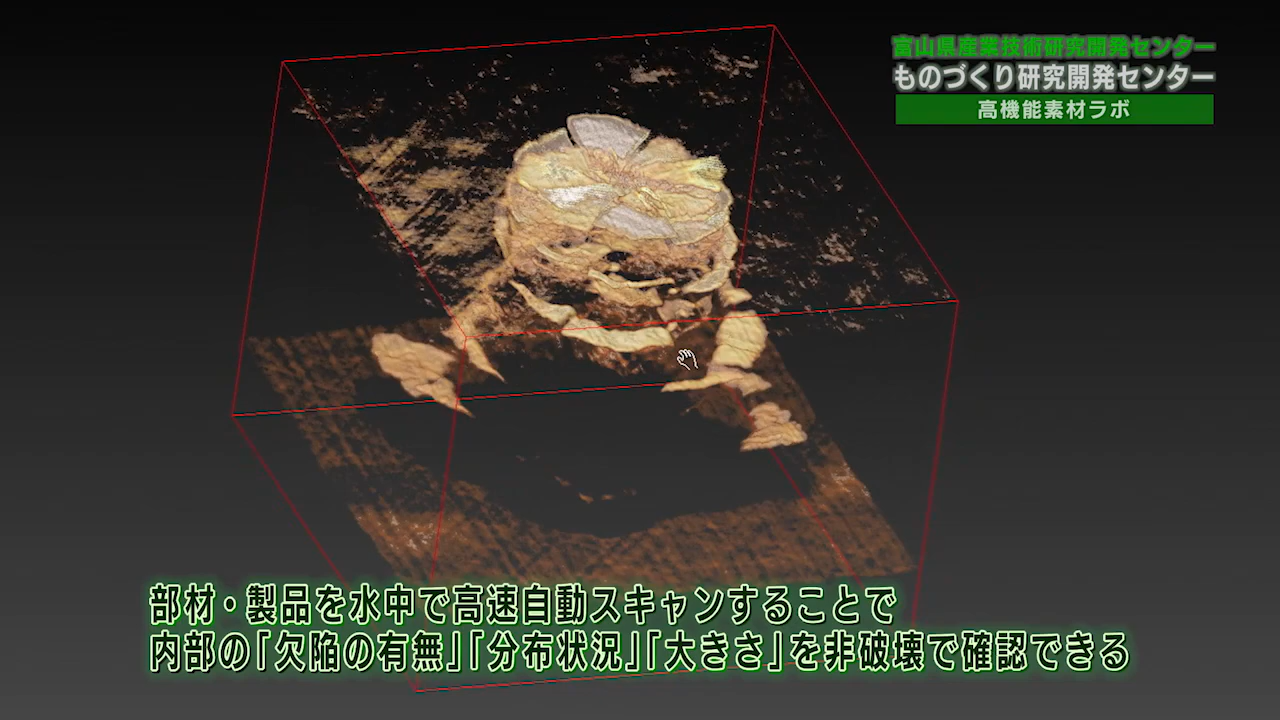 富山県産業技術研究開発センター
ものづくり研究開発センター
高機能素材ラボ
部材・製品を水中で高速自動スキャンすることで
内部の「欠陥の有無」「分布状況」「大きさ」を非破壊で確認できる